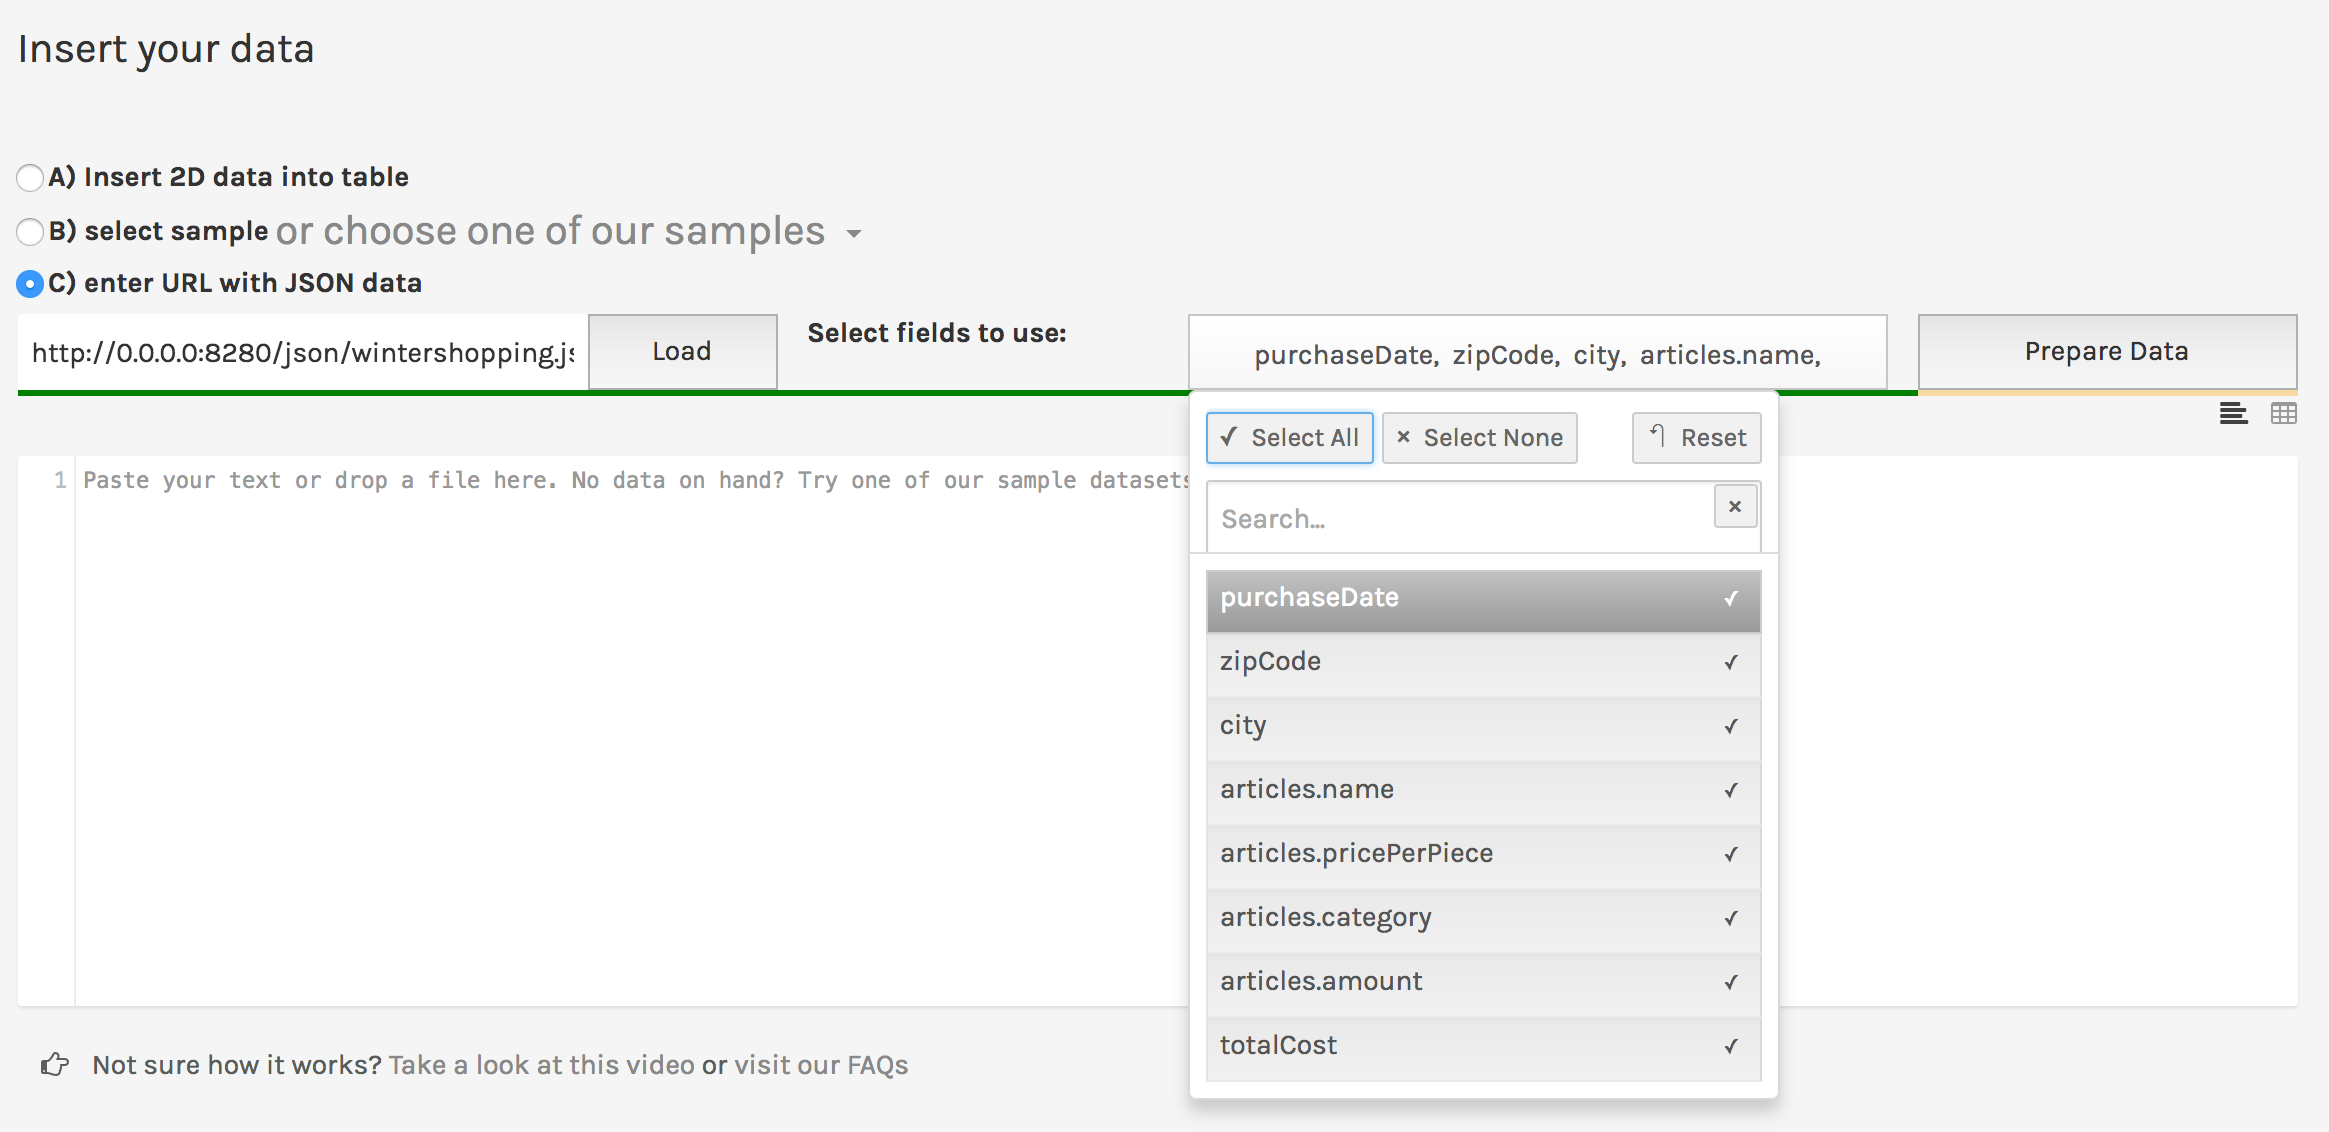 Insert your data
A) Insert 2D data into table
B) select sample or choose one of our samples
C) enter URL with JSON data
http://0.0.0.0:8280/json/wintershopping.js
Load
Select fields to use:
purchaseDate, zipCode, city, articles.name,
Prepare Data
Select All
Select None
Reset
Search...
1 Paste your text or drop a file here. No data on hand? Try one of our sample datasets
purchaseDate
zipCode
city
articles.name
articles.pricePerPiece
articles.category
articles.amount
totalCost
Not sure how it works? Take a look at this video or visit our FAQs